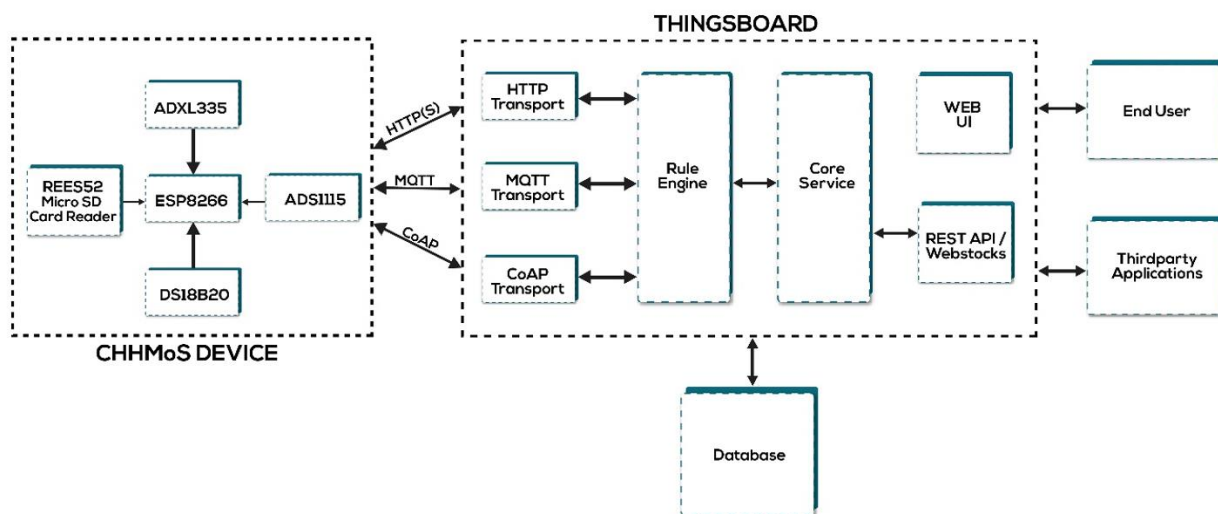 THINGSBOARD
ADXL335
REES52
Micro SD
Card Reader
ESP8266
ADS1115
DS18B20
CHHMoS DEVICE
HTTP(S)
MQTT
CoAP
HTTP
Transport
MQTT
Transport
CoAP
Transport
Rule
Engine
Core
Service
WEB
UI
REST API /
Webstocks
End User
Thirdparty
Applications
Database